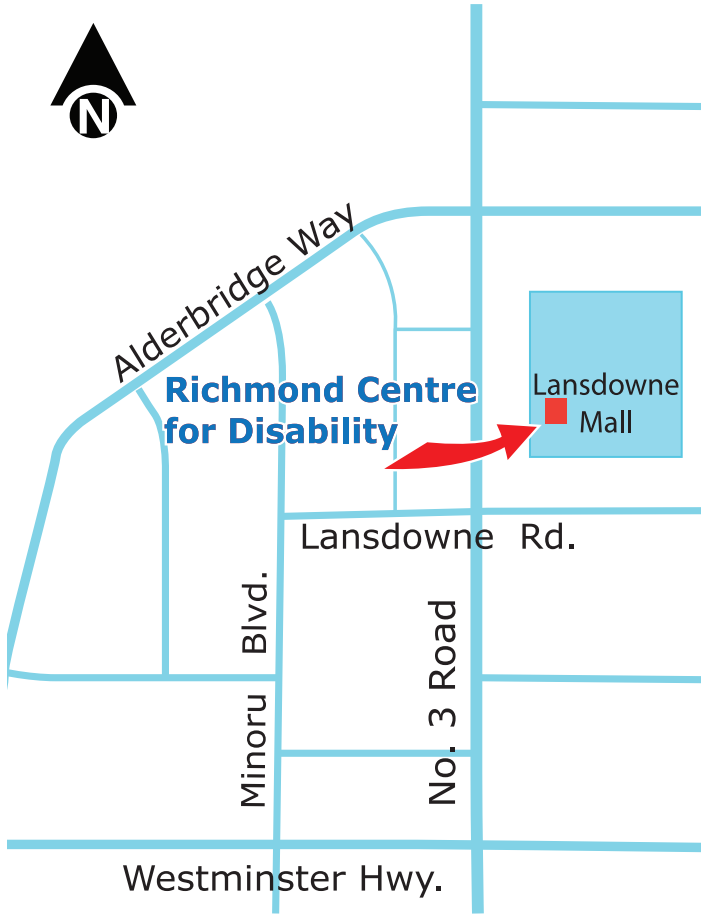 N
Alderbridge Way
Richmond Centre
for Disability
Lansdowne
Mall
Lansdowne Rd.
Minoru Blvd.
No. 3 Road
Westminster Hwy.